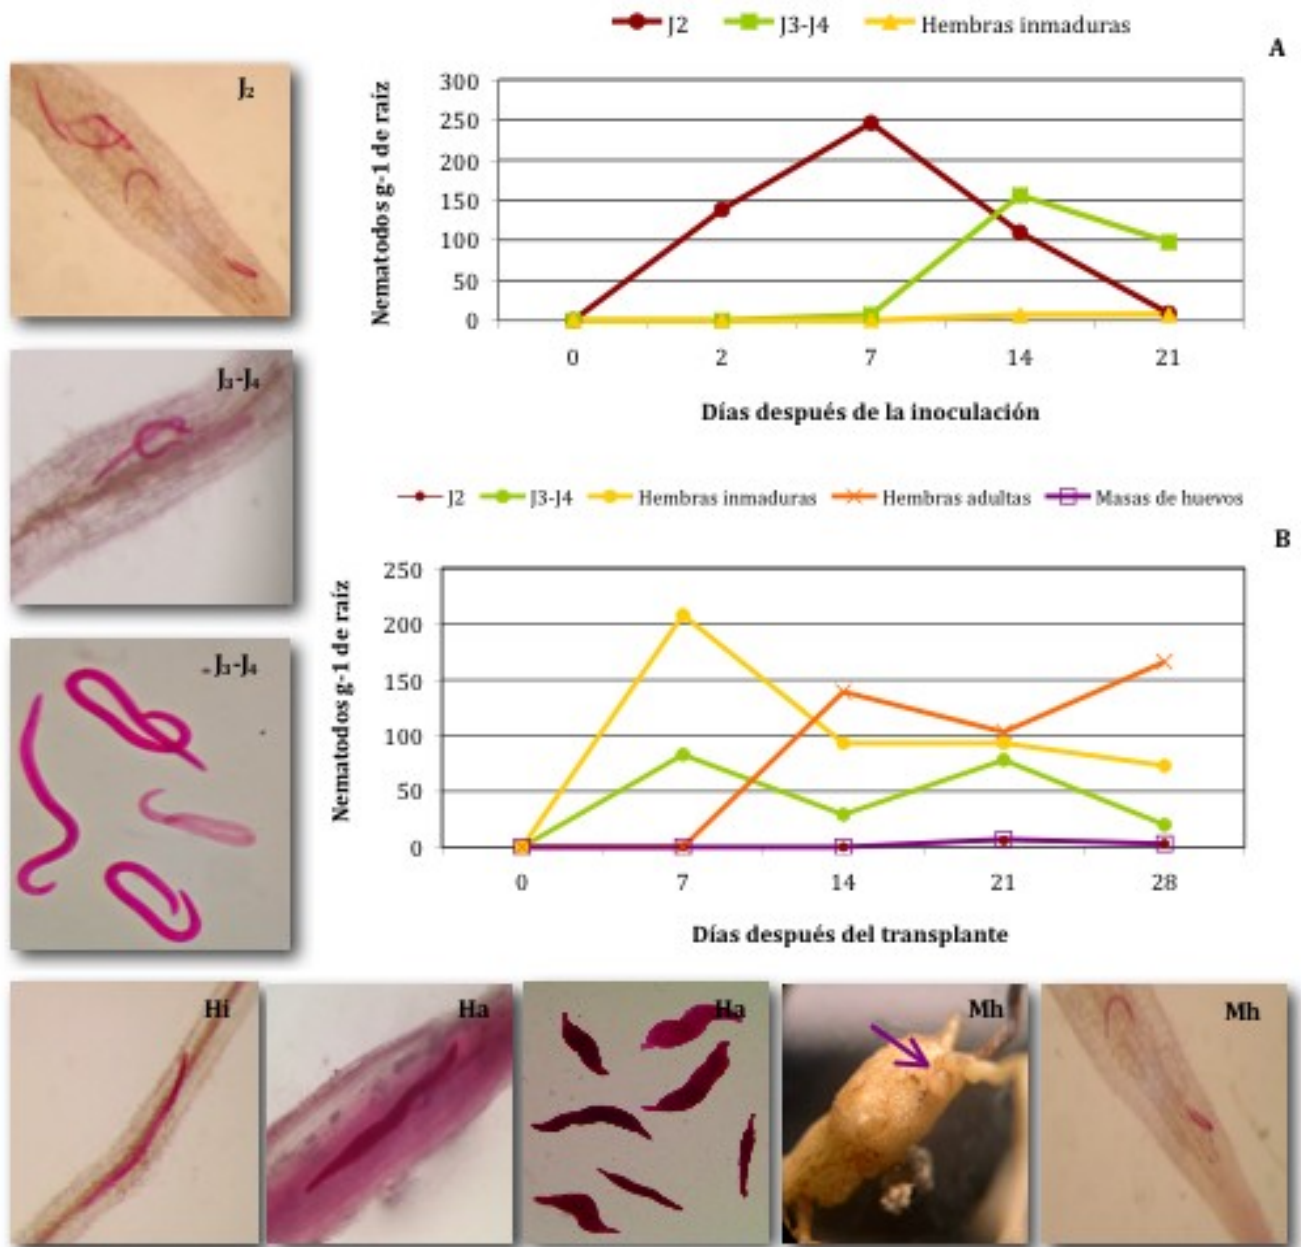 J2 J3-J4 Hembras inmaduras
A
J₂
Nematodos g-1 de raíz
300
250
200
150
100
50
0
0 2 7 14 21
Días después de la inoculación
J₃-J₄
J2 J3-J4 Hembras inmaduras Hembras adultas Masas de huevos
B
Nematodos g-1 de raíz
250
200
150
100
50
0
0 7 14 21 28
Días después del transplante
J₃-J₄
Hi
Ha
Ha
Mh
Mh